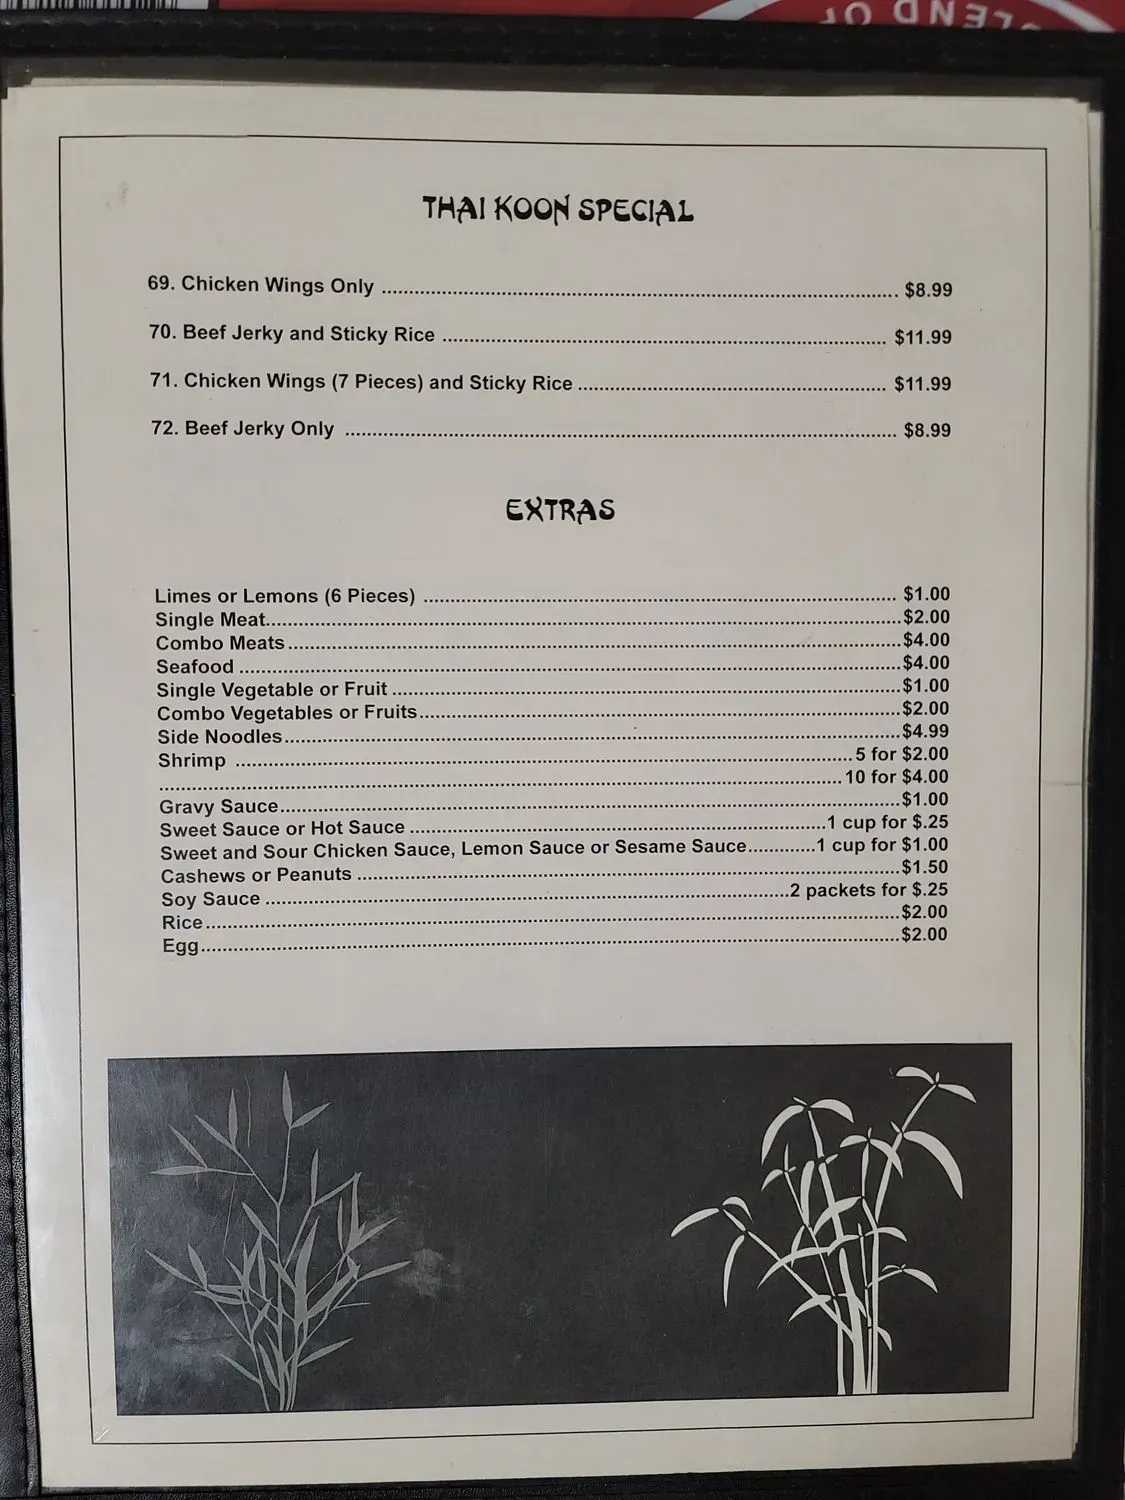 LEND OF
THAI KOON SPECIAL
69. Chicken Wings Only ........ $8.99
70. Beef Jerky and Sticky Rice ........ $11.99
71. Chicken Wings (7 Pieces) and Sticky Rice ........ $11.99
72. Beef Jerky Only ........ $8.99
EXTRAS
Limes or Lemons (6 Pieces) ........ $1.00
Single Meat........$2.00
Combo Meats........$4.00
Seafood ........$4.00
Single Vegetable or Fruit ........$1.00
Combo Vegetables or Fruits........$2.00
Side Noodles........$4.99
Shrimp ........5 for $2.00
........10 for $4.00
Gravy Sauce........$1.00
Sweet Sauce or Hot Sauce ........1 cup for $.25
Sweet and Sour Chicken Sauce, Lemon Sauce or Sesame Sauce........1 cup for $1.00
Cashews or Peanuts ........$1.50
Soy Sauce ........2 packets for $.25
Rice........$2.00
Egg........$2.00